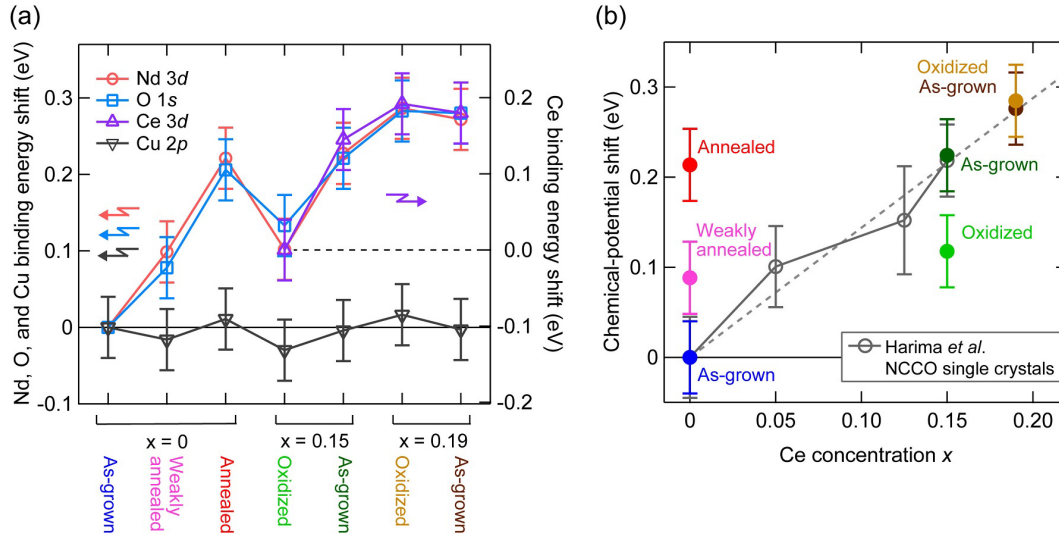 (a)
Nd, O, and Cu binding energy shift (eV)
0.3
0.2
0.1
0
-0.1
Nd 3d
O 1s
Ce 3d
Cu 2p
0.2
0.1
0.0
-0.1
-0.2
Ce binding energy shift (eV)
x = 0
x = 0.15
x = 0.19
As-grown
Weakly
annealed
Annealed
Oxidized
As-grown
Oxidized
As-grown
(b)
Chemical-potential shift (eV)
0.3
0.2
0.1
0
Oxidized
As-grown
Annealed
As-grown
Weakly
annealed
Oxidized
As-grown
Harima et al.
NCCO single crystals
0
0.05
0.10
0.15
0.20
Ce concentration x